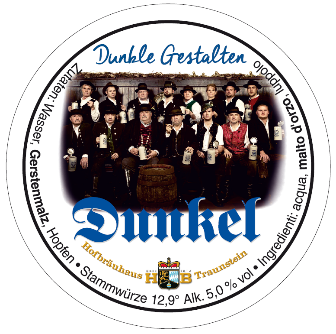 Dunkle Gestalten
Dunkel
Hofbräuhaus HB Traunstein
Zutaten: Wasser, Gerstenmalz, Hopfen • Stammwürze 12,9° Alk. 5,0 % vol • Ingredienti: acqua, malto d'orzo, luppolo